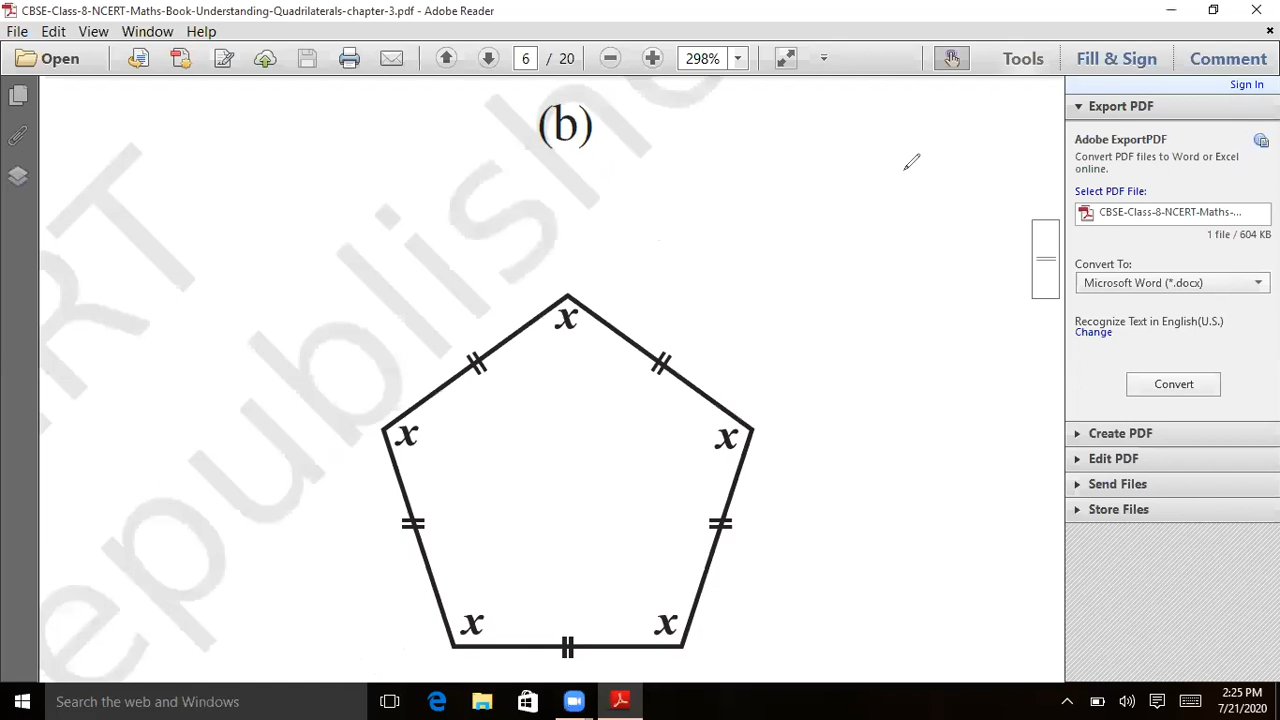 CBSE-Class-8-NCERT-Maths-Book-Understanding-Quadrilaterals-chapter-3.pdf - Adobe Reader
File Edit View Window Help
Open 6 / 20 298% Tools Fill & Sign Comment
Sign In
Export PDF
Adobe ExportPDF
Convert PDF files to Word or Excel
online.
Select PDF File:
CBSE-Class-8-NCERT-Maths-...
1 file / 604 KB
Convert To:
Microsoft Word (*.docx)
Recognize Text in English(U.S.)
Change
Convert
Create PDF
Edit PDF
Send Files
Store Files
(b)
x
x x
x x
republishe
Search the web and Windows
2:25 PM
7/21/2020